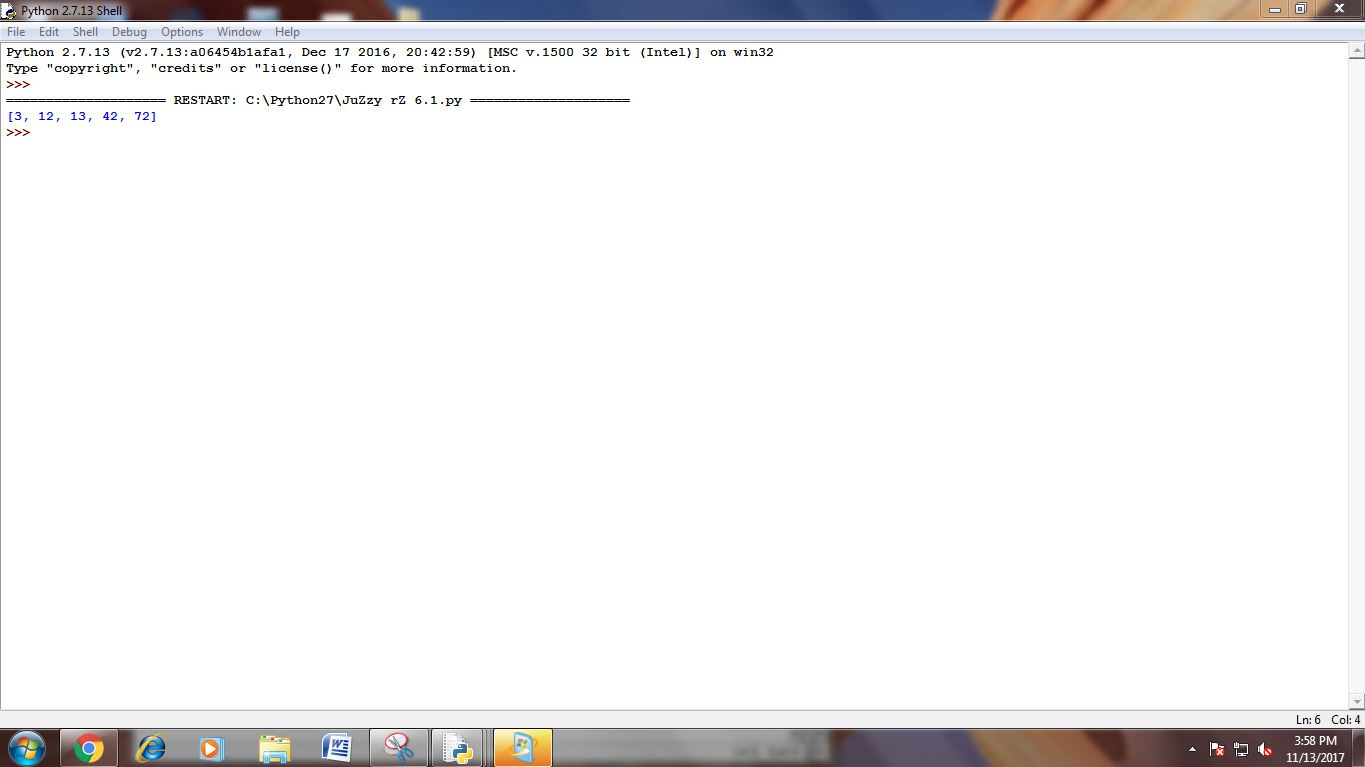 Python 2.7.13 Shell
File Edit Shell Debug Options Window Help
Python 2.7.13 (v2.7.13:a06454b1afa1, Dec 17 2016, 20:42:59) [MSC v.1500 32 bit (Intel)] on win32
Type "copyright", "credits" or "license()" for more information.
>>>
==================== RESTART: C:\Python27\JuZzy rZ 6.1.py ====================
[3, 12, 13, 42, 72]
>>>
Ln: 6 Col: 4
3:58 PM
11/13/2017